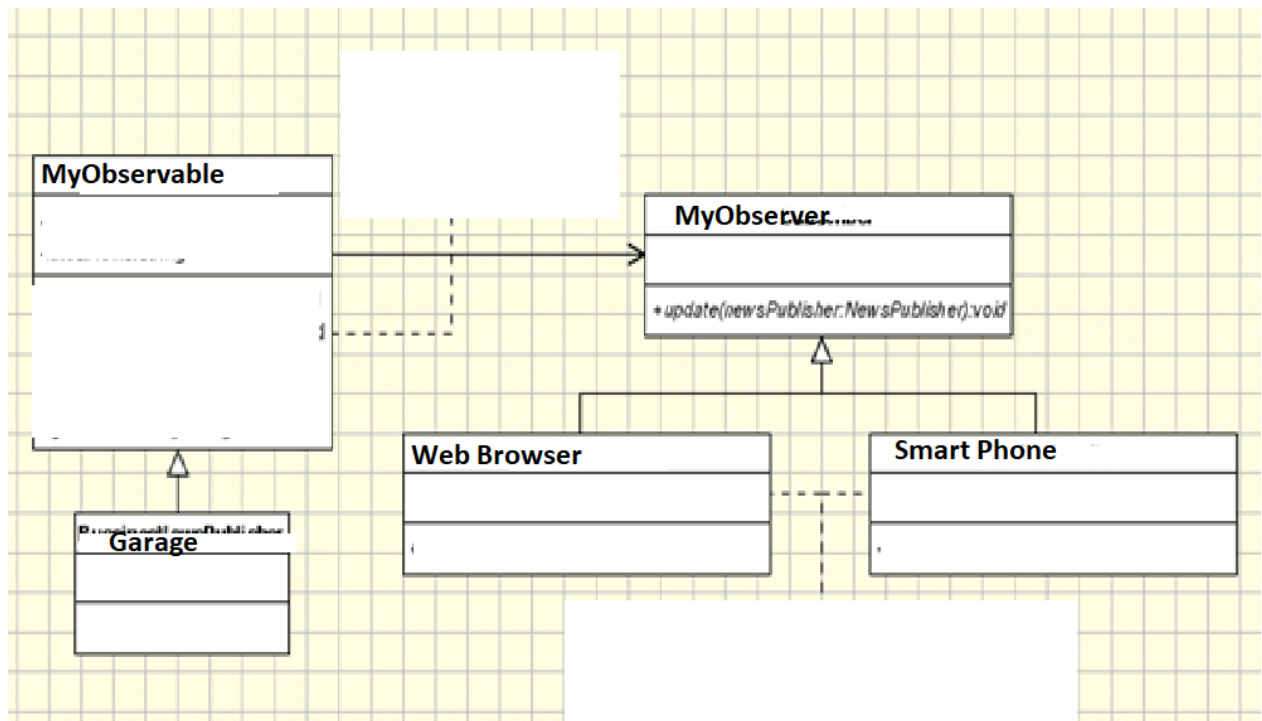 MyObservable
MyObserver
+update(newsPublisher:NewsPublisher):void
Web Browser
Smart Phone
Garage